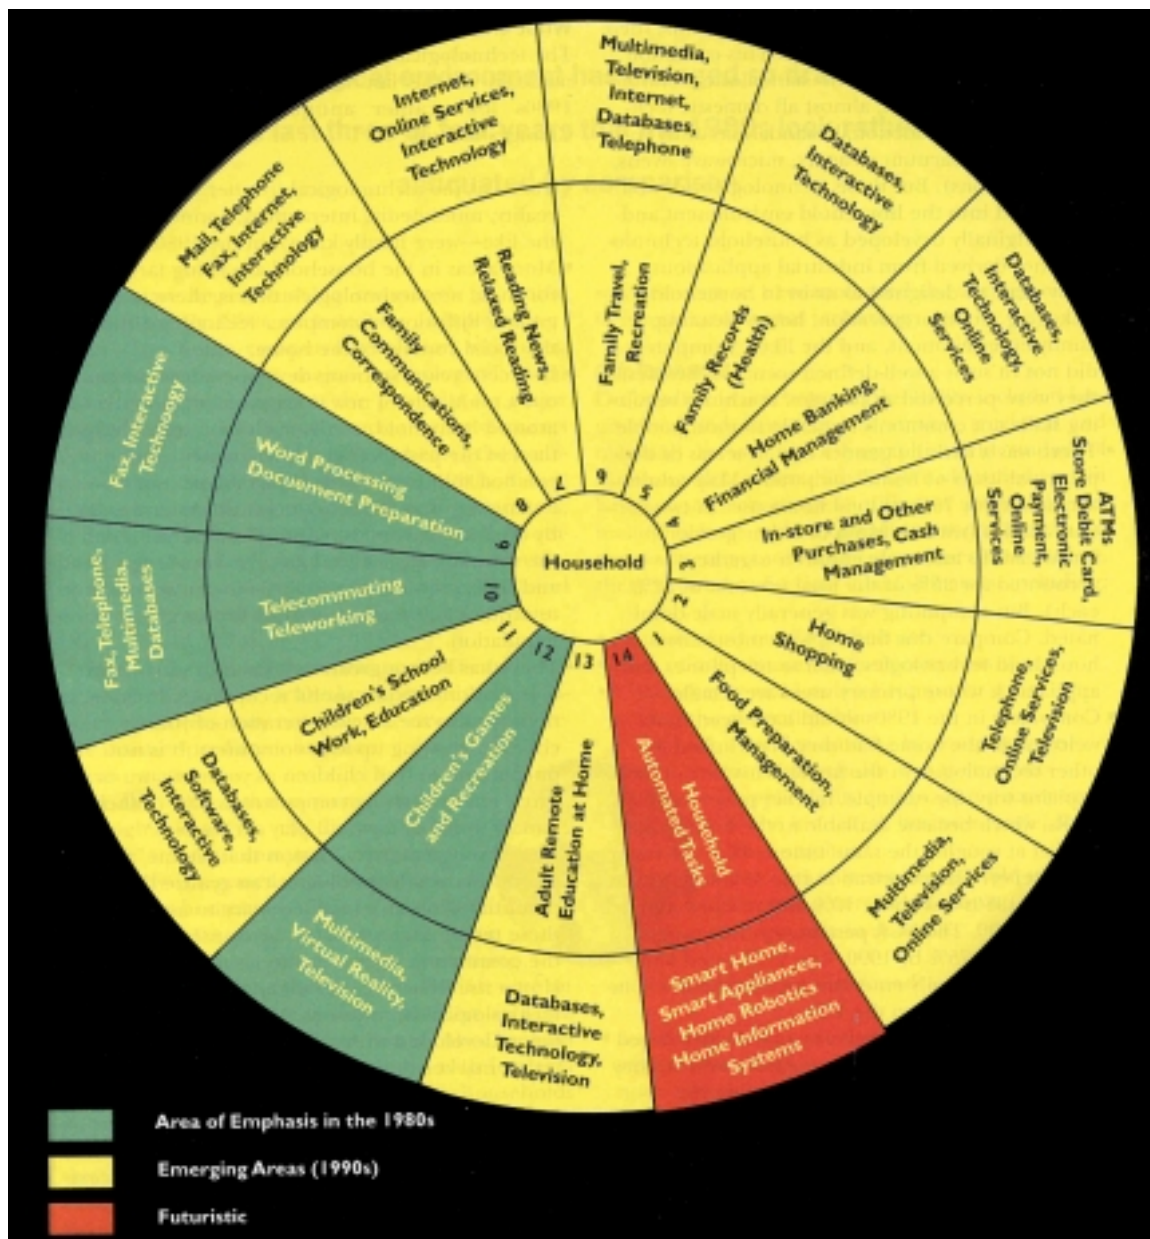 Multimedia,
Television,
Internet,
Databases,
Telephone
Family Travel,
Recreation
6
Databases,
Interactive
Technology
Family Records
(Health)
5
Databases,
Interactive
Technology,
Online
Services
Home Banking,
Financial Management
4
ATMs
Store Debit Card,
Electronic
Payment,
Online
Services
In-store and Other
Purchases, Cash
Management
3
Telephone,
Online Services,
Television
Home
Shopping
2
Multimedia,
Television,
Online Services
Food Preparation,
Management
Smart Home,
Smart Appliances,
Home Robotics
Home Information
Systems
Household
Automated Tasks
14
Databases,
Interactive
Technology,
Television
Adult Remote
Education at Home
13
Multimedia,
Virtual Reality,
Television
Children's Games
and Recreation
12
Databases,
Software,
Interactive
Technology
Children's School
Work, Education
11
Fax, Telephone,
Multimedia,
Databases
Telecommuting
Teleworking
10
Fax, Interactive
Technoogy
Word Processing
Docuement Preparation
9
Mail, Telephone
Fax, Internet,
Interactive
Technology
Family
Communications,
Correspondence
8
Internet,
Online Services,
Interactive
Technology
Reading News,
Relaxed Reading
7
Household
Area of Emphasis in the 1980s
Emerging Areas (1990s)
Futuristic